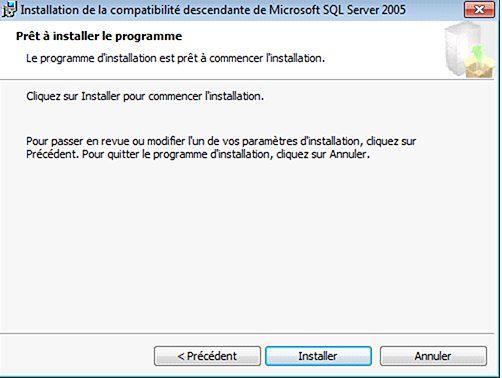 Installation de la compatibilité descendante de Microsoft SQL Server 2005
Prêt à installer le programme
Le programme d'installation est prêt à commencer l'installation.
Cliquez sur Installer pour commencer l'installation.
Pour passer en revue ou modifier l'un de vos paramètres d'installation, cliquez sur
Précédent. Pour quitter le programme d'installation, cliquez sur Annuler.
< Précédent
Installer
Annuler